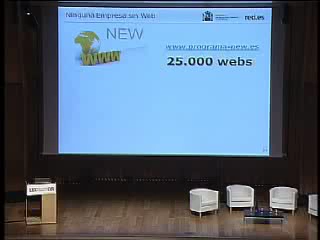 Ninguna Empresa sin Web
red.es
NEW
WWW
www.programa-new.es
25.000 webs